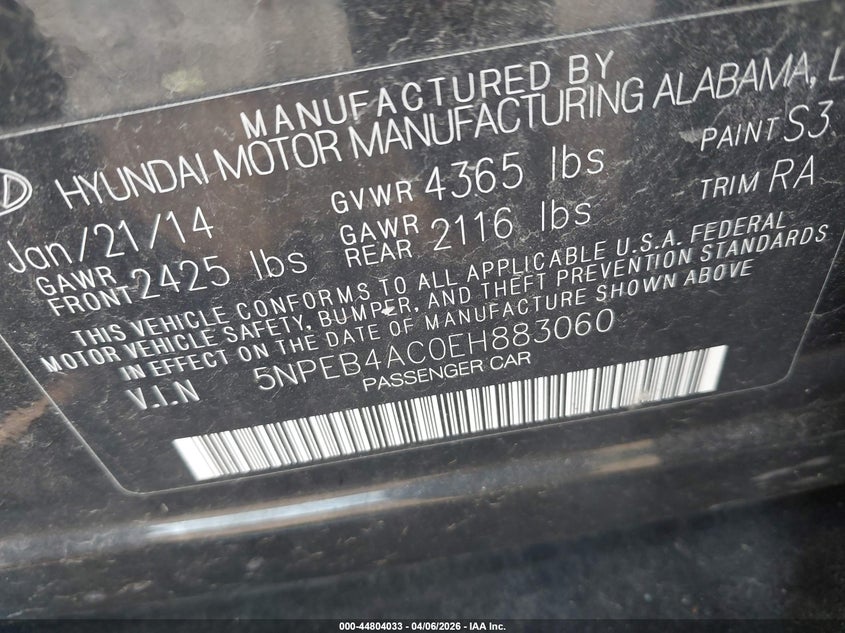 MANUFACTURED BY
HYUNDAI MOTOR MANUFACTURING ALABAMA, L
Jan/21/14 GVWR 4365 lbs PAINT S3
GAWR FRONT 2425 lbs GAWR REAR 2116 lbs TRIM RA
THIS VEHICLE CONFORMS TO ALL APPLICABLE U.S.A. FEDERAL
MOTOR VEHICLE SAFETY, BUMPER, AND THEFT PREVENTION STANDARDS
IN EFFECT ON THE DATE OF MANUFACTURE SHOWN ABOVE
V.I.N 5NPEB4AC0EH883060
PASSENGER CAR
000-44804033 - 04/06/2026 - IAA Inc.